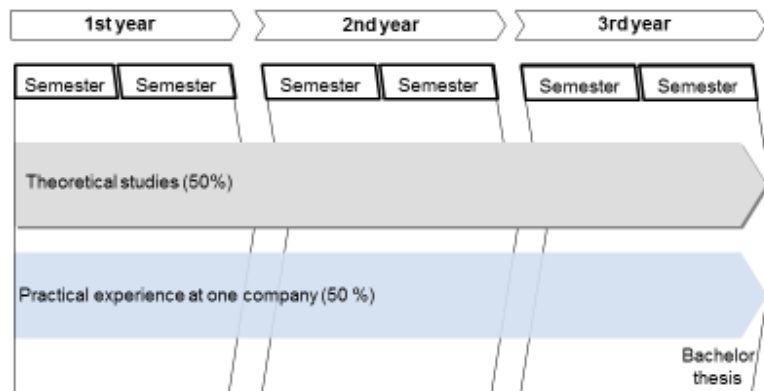 1st year 2nd year 3rd year
Semester Semester Semester Semester Semester Semester
Theoretical studies (50%)
Practical experience at one company (50 %)
Bachelor
thesis